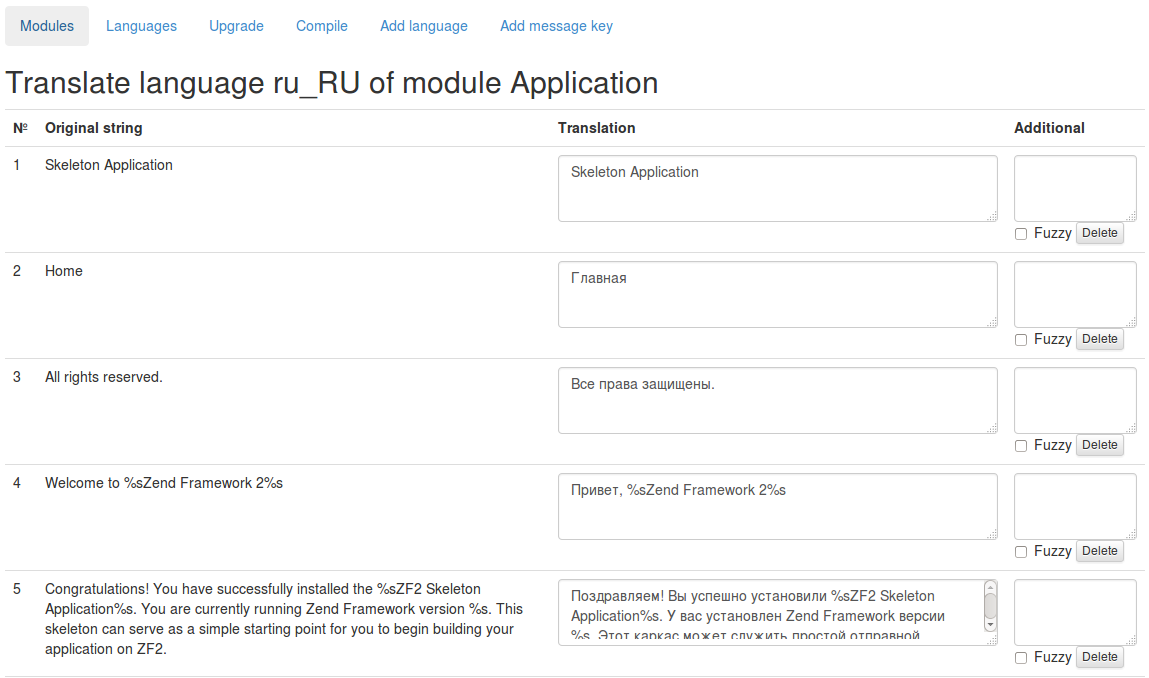 Modules Languages Upgrade Compile Add language Add message key
Translate language ru_RU of module Application
№ Original string Translation Additional
1 Skeleton Application Skeleton Application
Fuzzy Delete
2 Home Главная
Fuzzy Delete
3 All rights reserved. Все права защищены.
Fuzzy Delete
4 Welcome to %sZend Framework 2%s Привет, %sZend Framework 2%s
Fuzzy Delete
5 Congratulations! You have successfully installed the %sZF2 Skeleton
Application%s. You are currently running Zend Framework version %s. This
skeleton can serve as a simple starting point for you to begin building your
application on ZF2.
Поздравляем! Вы успешно установили %sZF2 Skeleton
Application%s. У вас установлен Zend Framework версии
%s. Этот каркас может служить простой отправной
Fuzzy Delete